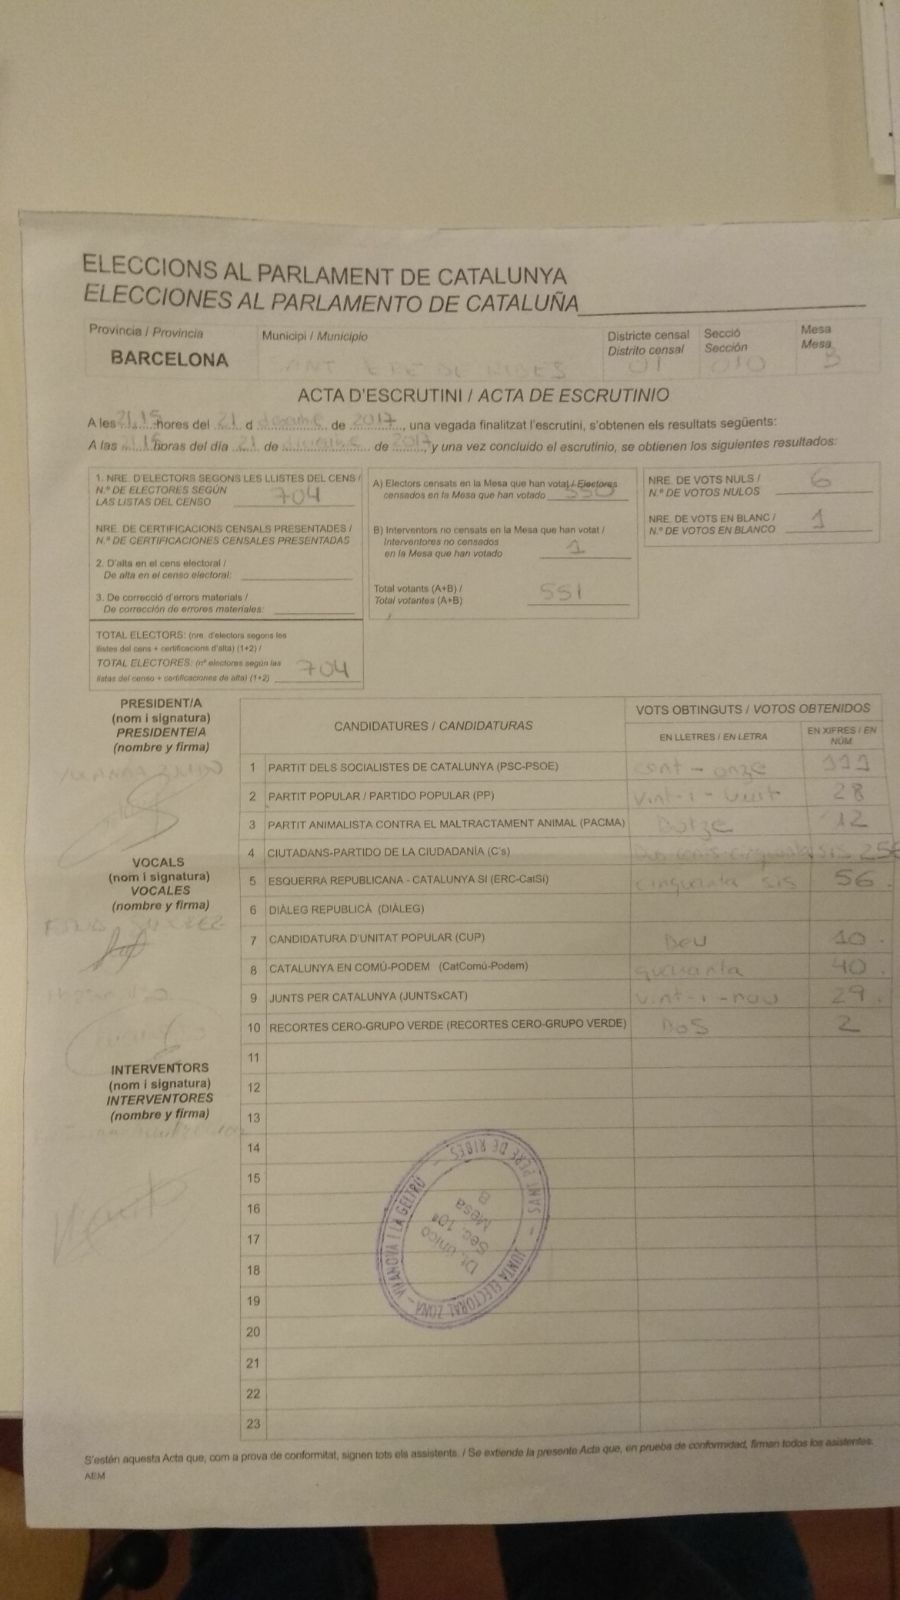 ELECCIONS AL PARLAMENT DE CATALUNYA
ELECCIONES AL PARLAMENTO DE CATALUÑA
Provincia / Provincia
BARCELONA
Municipi / Municipio
SANT PERE DE RIBES
Districte censal
Distrito censal 01
Secció
Sección 010
Mesa
Mesa B
ACTA D'ESCRUTINI / ACTA DE ESCRUTINIO
A les 21,15 hores del 21 d desembre de 2017, una vegada finalitzat l'escrutini, s'obtenen els resultats següents:
A las 21,15 horas del día 21 de diciembre de 2017, y una vez concluido el escrutinio, se obtienen los siguientes resultados:
1. NRE. D'ELECTORS SEGONS LES LLISTES DEL CENS /
N.º DE ELECTORES SEGÚN
LAS LISTAS DEL CENSO 704
NRE. DE CERTIFICACIONS CENSALS PRESENTADES /
N.º DE CERTIFICACIONES CENSALES PRESENTADAS
2. D'alta en el cens electoral /
De alta en el censo electoral:
3. De correcció d'errors materials /
De corrección de errores materiales:
TOTAL ELECTORS: (nre. d'electors segons les
llistes del cens + certificacions d'alta) (1+2) /
TOTAL ELECTORES: (nº electores según las
listas del censo + certificaciones de alta) (1+2) 704
A) Electors censats en la Mesa que han votat / Electores
censados en la Mesa que han votado 550
B) Interventors no censats en la Mesa que han votat /
Interventores no censados
en la Mesa que han votado 1
Total votants (A+B) /
Total votantes (A+B) 551
NRE. DE VOTS NULS /
N.º DE VOTOS NULOS 6
NRE. DE VOTS EN BLANC /
N.º DE VOTOS EN BLANCO 1
PRESIDENT/A
(nom i signatura)
PRESIDENTE/A
(nombre y firma)
VOCALS
(nom i signatura)
VOCALES
(nombre y firma)
INTERVENTORS
(nom i signatura)
INTERVENTORES
(nombre y firma)
CANDIDATURES / CANDIDATURAS
VOTS OBTINGUTS / VOTOS OBTENIDOS
EN LLETRES / EN LETRA
EN XIFRES / EN NÚM.
1 PARTIT DELS SOCIALISTES DE CATALUNYA (PSC-PSOE) cent-onze 111
2 PARTIT POPULAR / PARTIDO POPULAR (PP) vint-i-vuit 28
3 PARTIT ANIMALISTA CONTRA EL MALTRACTAMENT ANIMAL (PACMA) Dotze 12
4 CIUTADANS-PARTIDO DE LA CIUDADANÍA (C's) Dos cents-cinquanta sis 256
5 ESQUERRA REPUBLICANA - CATALUNYA SI (ERC-CatSi) cinquanta sis 56
6 DIÀLEG REPUBLICÀ (DIÀLEG)
7 CANDIDATURA D'UNITAT POPULAR (CUP) Deu 10
8 CATALUNYA EN COMÚ-PODEM (CatComú-Podem) 40
9 JUNTS PER CATALUNYA (JUNTSxCAT) vint-i-nou 29
10 RECORTES CERO-GRUPO VERDE (RECORTES CERO-GRUPO VERDE) Dos 2
11
12
13
14
15
16
17
18
19
20
21
22
23
JUNTA ELECTORAL ZONA - VILANOVA I LA GELTRÚ - SANT PERE DE RIBES -
Dt. único
Sec. 10ª
Mesa
B
S'estén aquesta Acta que, com a prova de conformitat, signen tots els assistents. / Se extiende la presente Acta que, en prueba de conformidad, firman todos los asistentes.
AEM